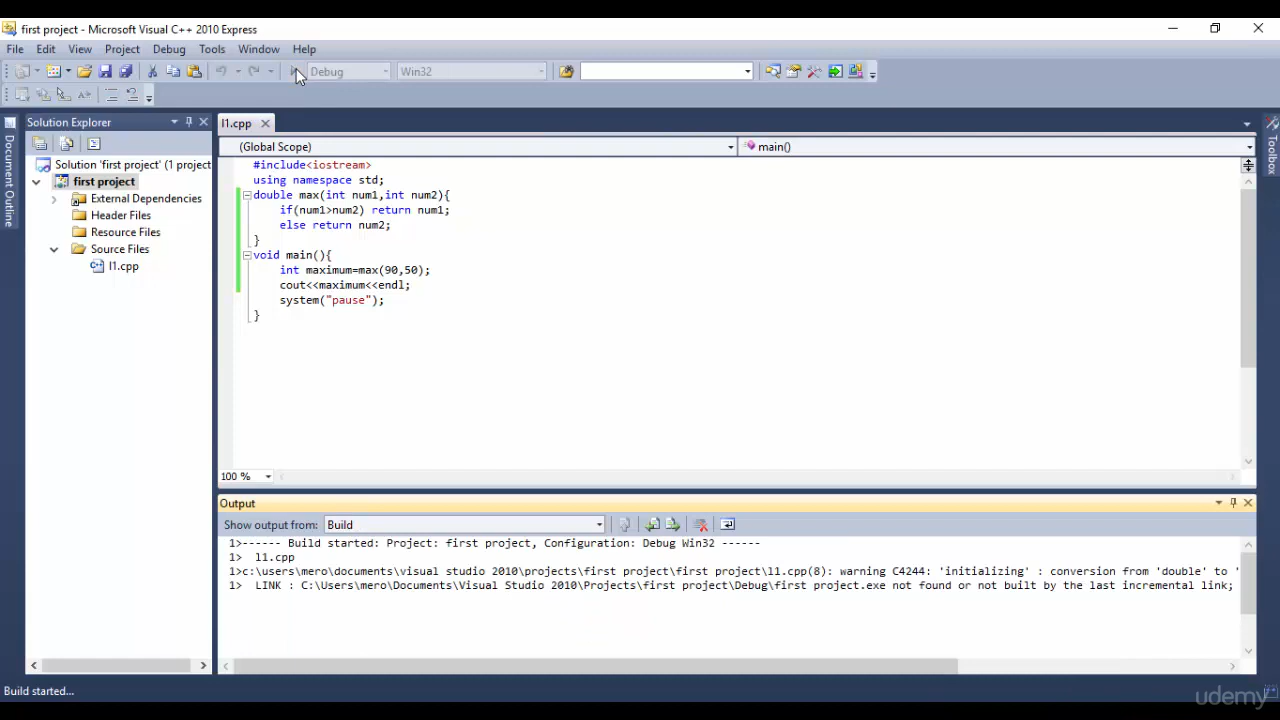 first project - Microsoft Visual C++ 2010 Express
File Edit View Project Debug Tools Window Help
Debug Win32
Solution Explorer
l1.cpp
Document Outline
Toolbox
(Global Scope) main()
Solution 'first project' (1 project
first project
External Dependencies
Header Files
Resource Files
Source Files
l1.cpp
#include<iostream>
using namespace std;
double max(int num1,int num2){
if(num1>num2) return num1;
else return num2;
}
void main(){
int maximum=max(90,50);
cout<<maximum<<endl;
system("pause");
}
100 %
Output
Show output from: Build
1>------ Build started: Project: first project, Configuration: Debug Win32 ------
1> l1.cpp
1>c:\users\mero\documents\visual studio 2010\projects\first project\first project\l1.cpp(8): warning C4244: 'initializing' : conversion from 'double' to '
1> LINK : C:\Users\mero\Documents\Visual Studio 2010\Projects\first project\Debug\first project.exe not found or not built by the last incremental link;
Build started...
udemy